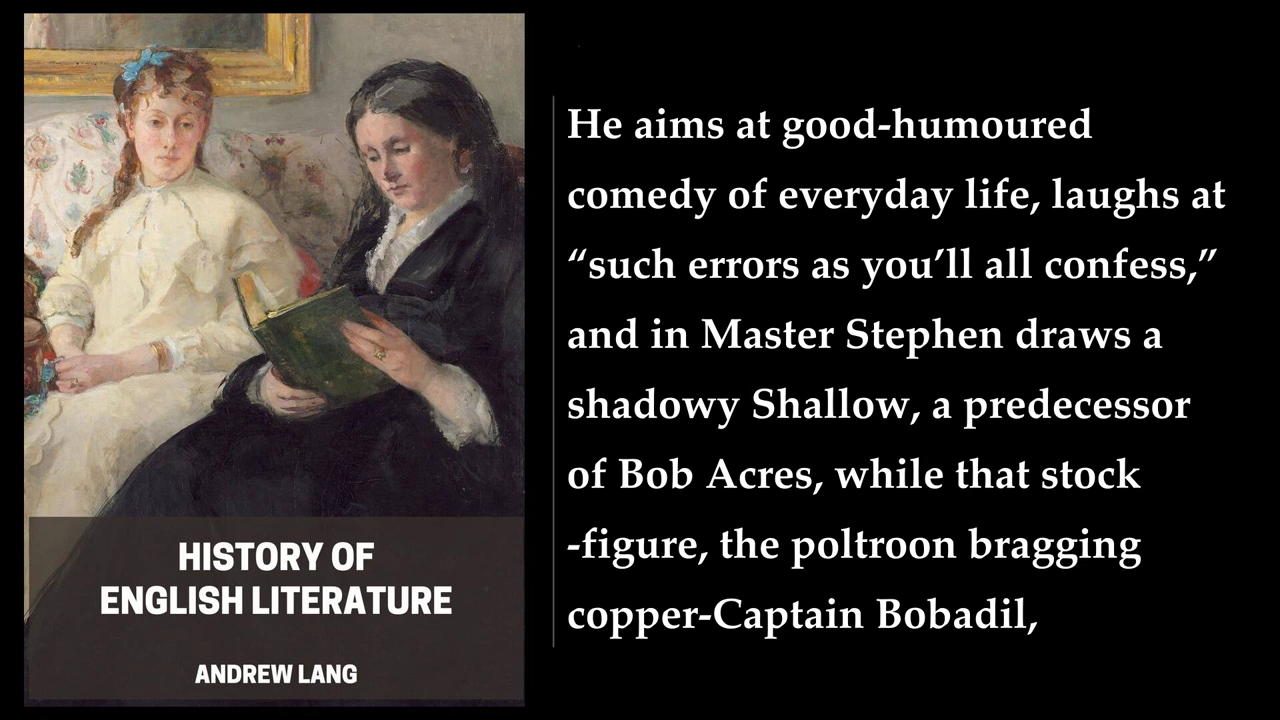 HISTORY OF
ENGLISH LITERATURE
ANDREW LANG
He aims at good-humoured
comedy of everyday life, laughs at
“such errors as you’ll all confess,”
and in Master Stephen draws a
shadowy Shallow, a predecessor
of Bob Acres, while that stock
-figure, the poltroon bragging
copper-Captain Bobadil,